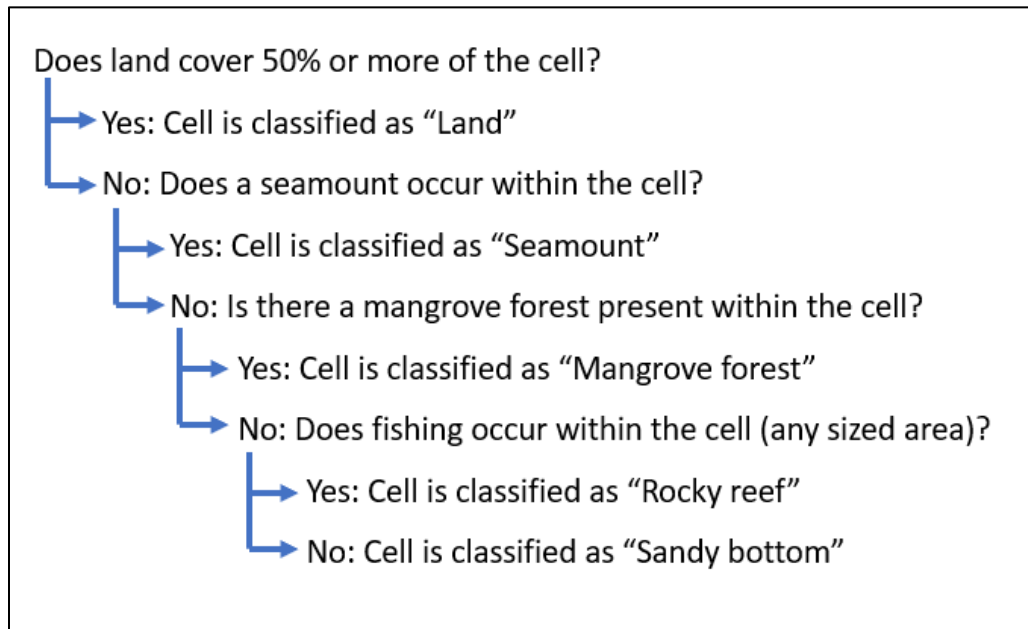 Does land cover 50% or more of the cell?
Yes: Cell is classified as “Land”
No: Does a seamount occur within the cell?
Yes: Cell is classified as “Seamount”
No: Is there a mangrove forest present within the cell?
Yes: Cell is classified as “Mangrove forest”
No: Does fishing occur within the cell (any sized area)?
Yes: Cell is classified as “Rocky reef”
No: Cell is classified as “Sandy bottom”